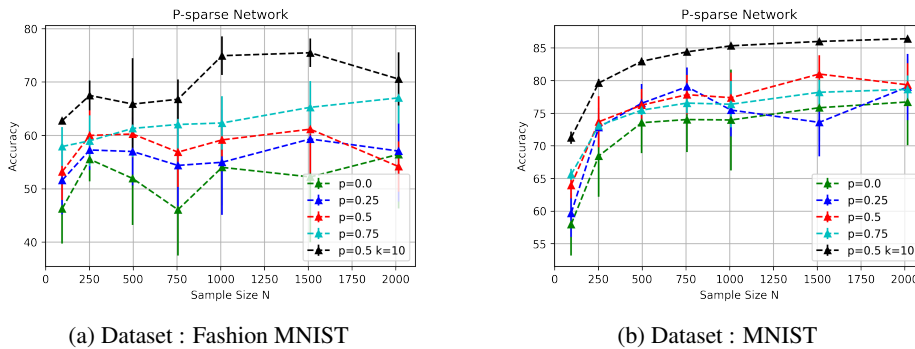 P-sparse Network
80
70
60
50
40
Accuracy
0 250 500 750 1000 1250 1500 1750 2000
Sample Size N
p=0.0
p=0.25
p=0.5
p=0.75
p=0.5 k=10
(a) Dataset : Fashion MNIST
P-sparse Network
85
80
75
70
65
60
55
Accuracy
0 250 500 750 1000 1250 1500 1750 2000
Sample Size N
p=0.0
p=0.25
p=0.5
p=0.75
p=0.5 k=10
(b) Dataset : MNIST